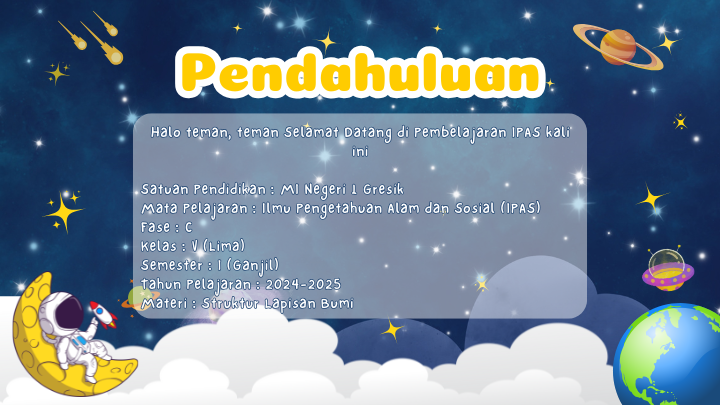 Pendahuluan
Halo teman, teman Selamat Datang di Pembelajaran IPAS kali
ini
Satuan Pendidikan : MI Negeri 1 Gresik
Mata Pelajaran : Ilmu Pengetahuan Alam dan Sosial (IPAS)
Fase : C
Kelas : V (Lima)
Semester : 1 (Ganjil)
Tahun Pelajaran : 2024-2025
Materi : Struktur Lapisan Bumi